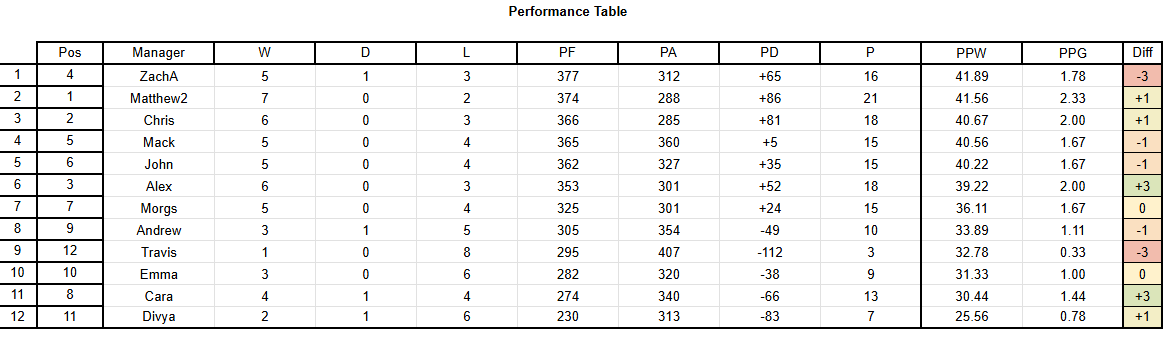 Performance Table
Pos Manager W D L PF PA PD P PPW PPG Diff
1 4 ZachA 5 1 3 377 312 +65 16 41.89 1.78 -3
2 1 Matthew2 7 0 2 374 288 +86 21 41.56 2.33 +1
3 2 Chris 6 0 3 366 285 +81 18 40.67 2.00 +1
4 5 Mack 5 0 4 365 360 +5 15 40.56 1.67 -1
5 6 John 5 0 4 362 327 +35 15 40.22 1.67 -1
6 3 Alex 6 0 3 353 301 +52 18 39.22 2.00 +3
7 7 Morgs 5 0 4 325 301 +24 15 36.11 1.67 0
8 9 Andrew 3 1 5 305 354 -49 10 33.89 1.11 -1
9 12 Travis 1 0 8 295 407 -112 3 32.78 0.33 -3
10 10 Emma 3 0 6 282 320 -38 9 31.33 1.00 0
11 8 Cara 4 1 4 274 340 -66 13 30.44 1.44 +3
12 11 Divya 2 1 6 230 313 -83 7 25.56 0.78 +1